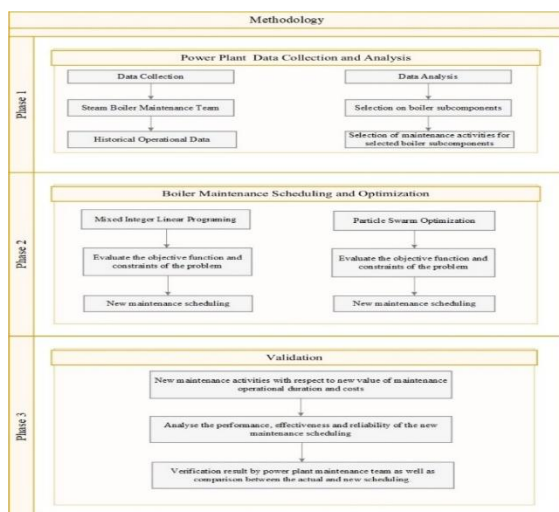 Methodology
Phase 1
Power Plant Data Collection and Analysis
Data Collection
Steam Boiler Maintenance Team
Historical Operational Data
Data Analysis
Selection on boiler subcomponents
Selection of maintenance activities for
selected boiler subcomponents
Phase 2
Boiler Maintenance Scheduling and Optimization
Mixed Integer Linear Programing
Evaluate the objective function and
constraints of the problem
New maintenance scheduling
Particle Swarm Optimization
Evaluate the objective function and
constraints of the problem
New maintenance scheduling
Phase 3
Validation
New maintenance activities with respect to new value of maintenance
operational duration and costs
Analyse the performance, effectiveness and reliability of the new
maintenance scheduling
Verification result by power plant maintenance team as well as
comparison between the actual and new scheduling.